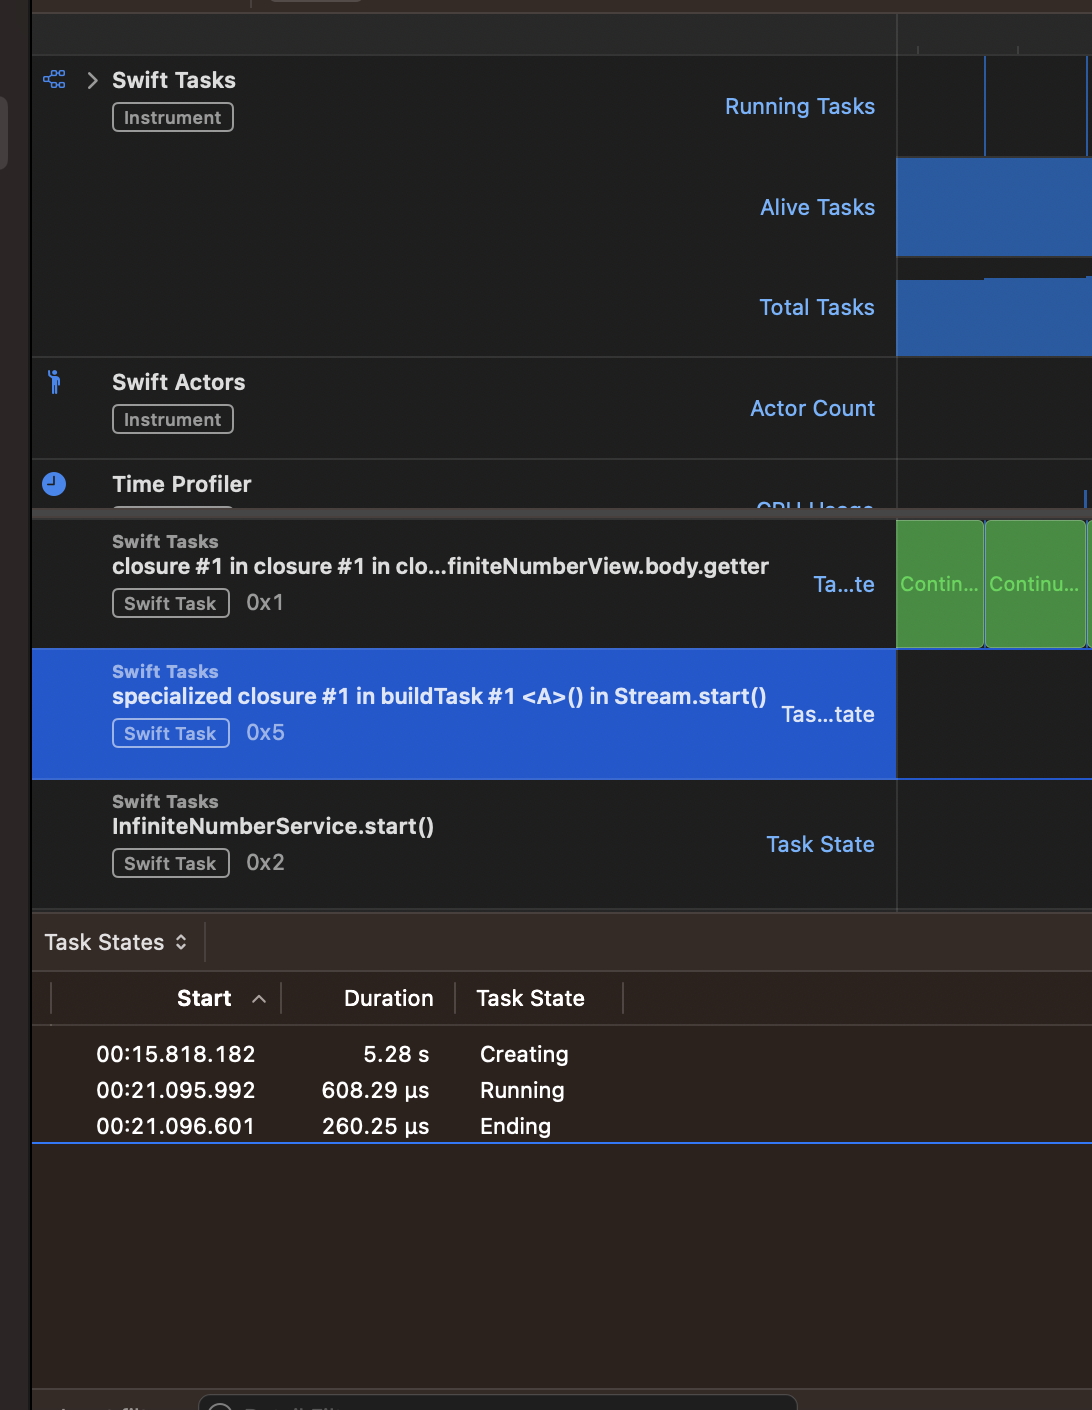 Swift Tasks
Instrument
Running Tasks
Alive Tasks
Total Tasks
Swift Actors
Instrument
Actor Count
Time Profiler
CPU Usage
Swift Tasks
closure #1 in closure #1 in clo...finiteNumberView.body.getter
Swift Task 0x1
Ta...te
Contin... Continu...
Swift Tasks
specialized closure #1 in buildTask #1 <A>() in Stream.start()
Swift Task 0x5
Tas...tate
Swift Tasks
InfiniteNumberService.start()
Swift Task 0x2
Task State
Task States
Start Duration Task State
00:15.818.182 5.28 s Creating
00:21.095.992 608.29 µs Running
00:21.096.601 260.25 µs Ending